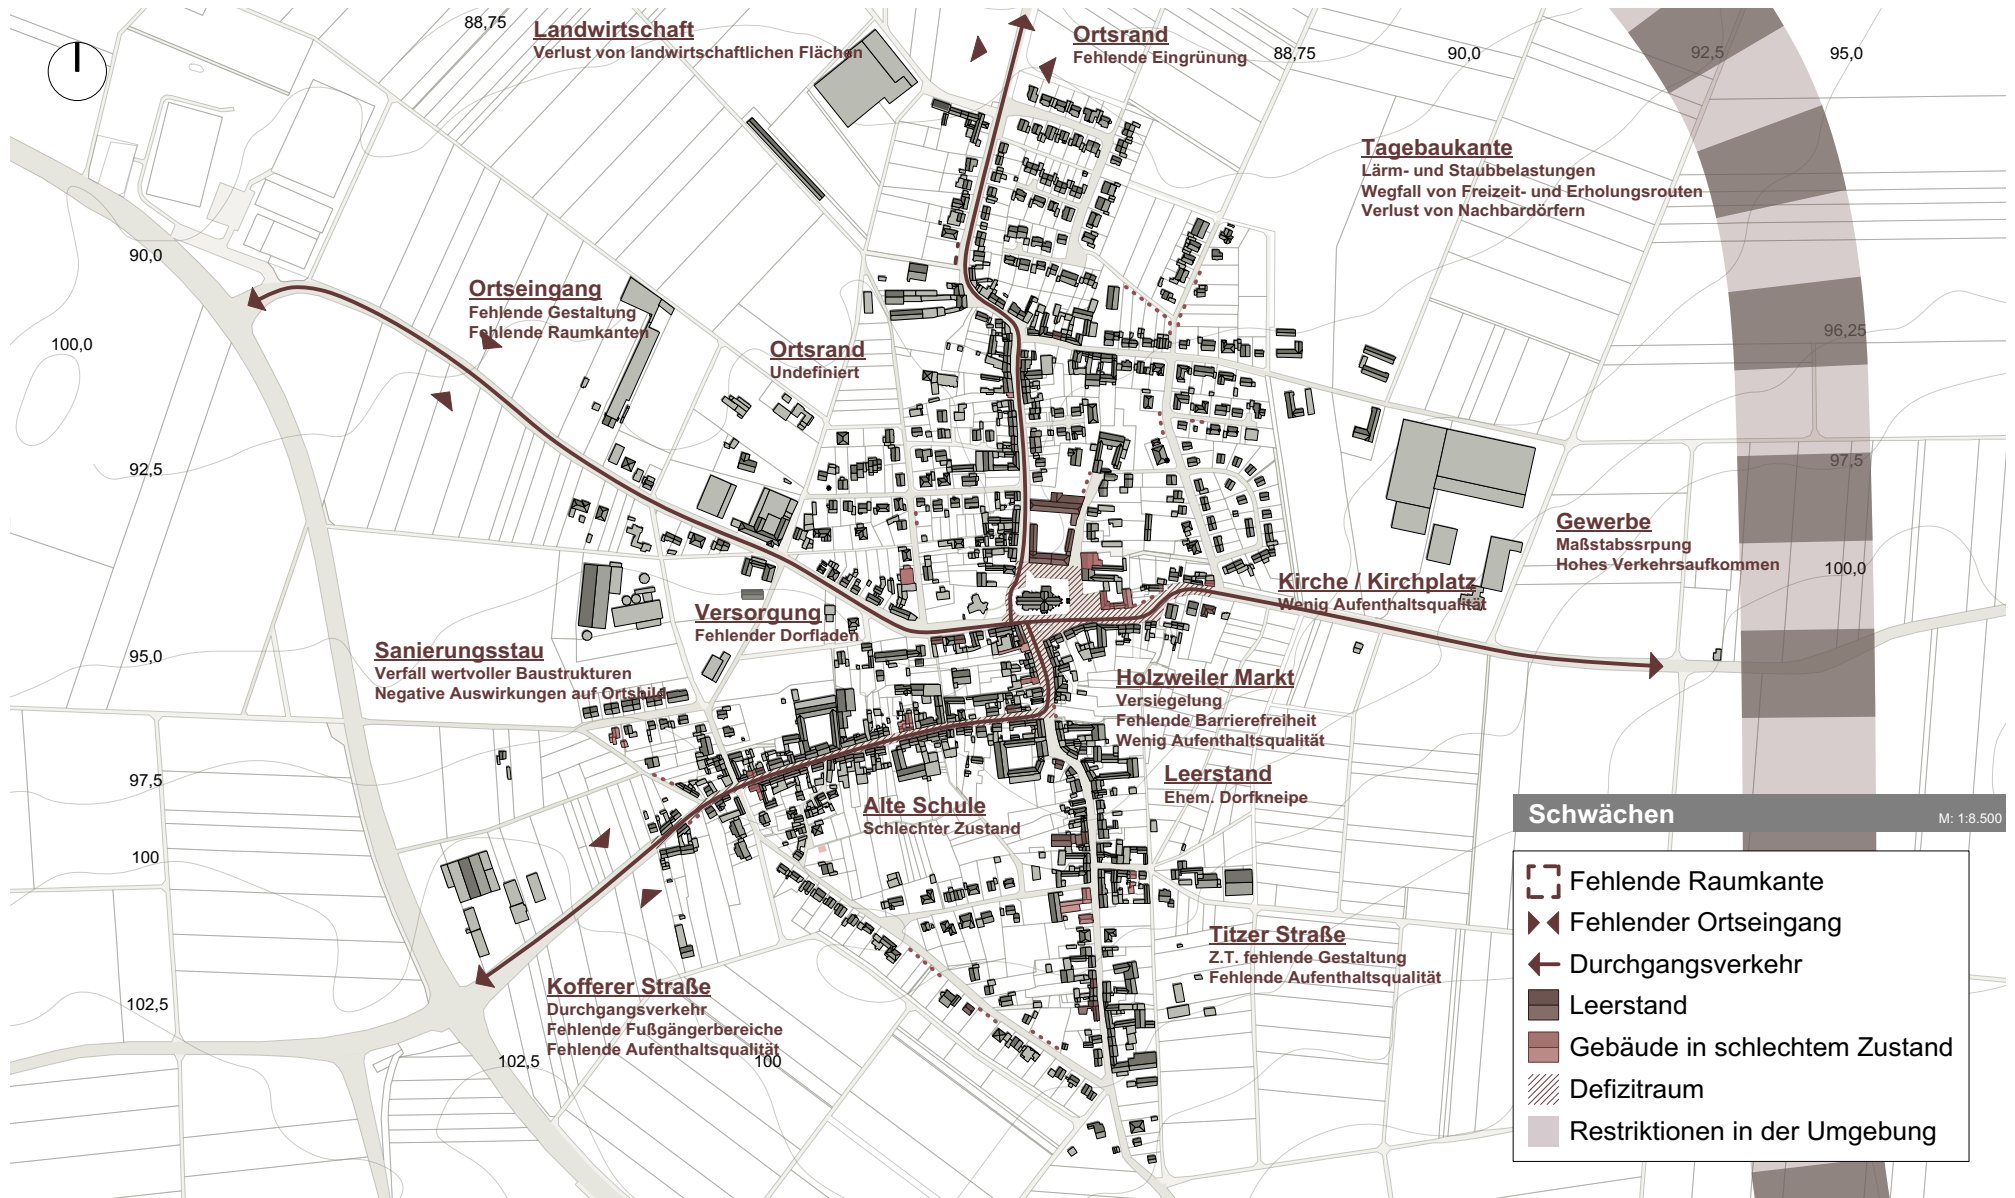 88,75
Landwirtschaft
Verlust von landwirtschaftlichen Flächen
Ortsrand
Fehlende Eingrünung
88,75
90,0
92,5
95,0
Tagebaukante
Lärm- und Staubbelastungen
Wegfall von Freizeit- und Erholungsrouten
Verlust von Nachbardörfern
90,0
Ortseingang
Fehlende Gestaltung
Fehlende Raumkanten
100,0
Ortsrand
Undefiniert
96,25
92,5
97,5
Gewerbe
Maßstabssrpung
Hohes Verkehrsaufkommen
100,0
Kirche / Kirchplatz
Wenig Aufenthaltsqualität
Versorgung
Fehlender Dorfladen
Sanierungsstau
Verfall wertvoller Baustrukturen
Negative Auswirkungen auf Ortsbild
95,0
Holzweiler Markt
Versiegelung
Fehlende Barrierefreiheit
Wenig Aufenthaltsqualität
97,5
Leerstand
Ehem. Dorfkneipe
Alte Schule
Schlechter Zustand
100
Titzer Straße
Z.T. fehlende Gestaltung
Fehlende Aufenthaltsqualität
102,5
Kofferer Straße
Durchgangsverkehr
Fehlende Fußgängerbereiche
Fehlende Aufenthaltsqualität
102,5
100
Schwächen
M: 1:8.500
Fehlende Raumkante
Fehlender Ortseingang
Durchgangsverkehr
Leerstand
Gebäude in schlechtem Zustand
Defizitraum
Restriktionen in der Umgebung